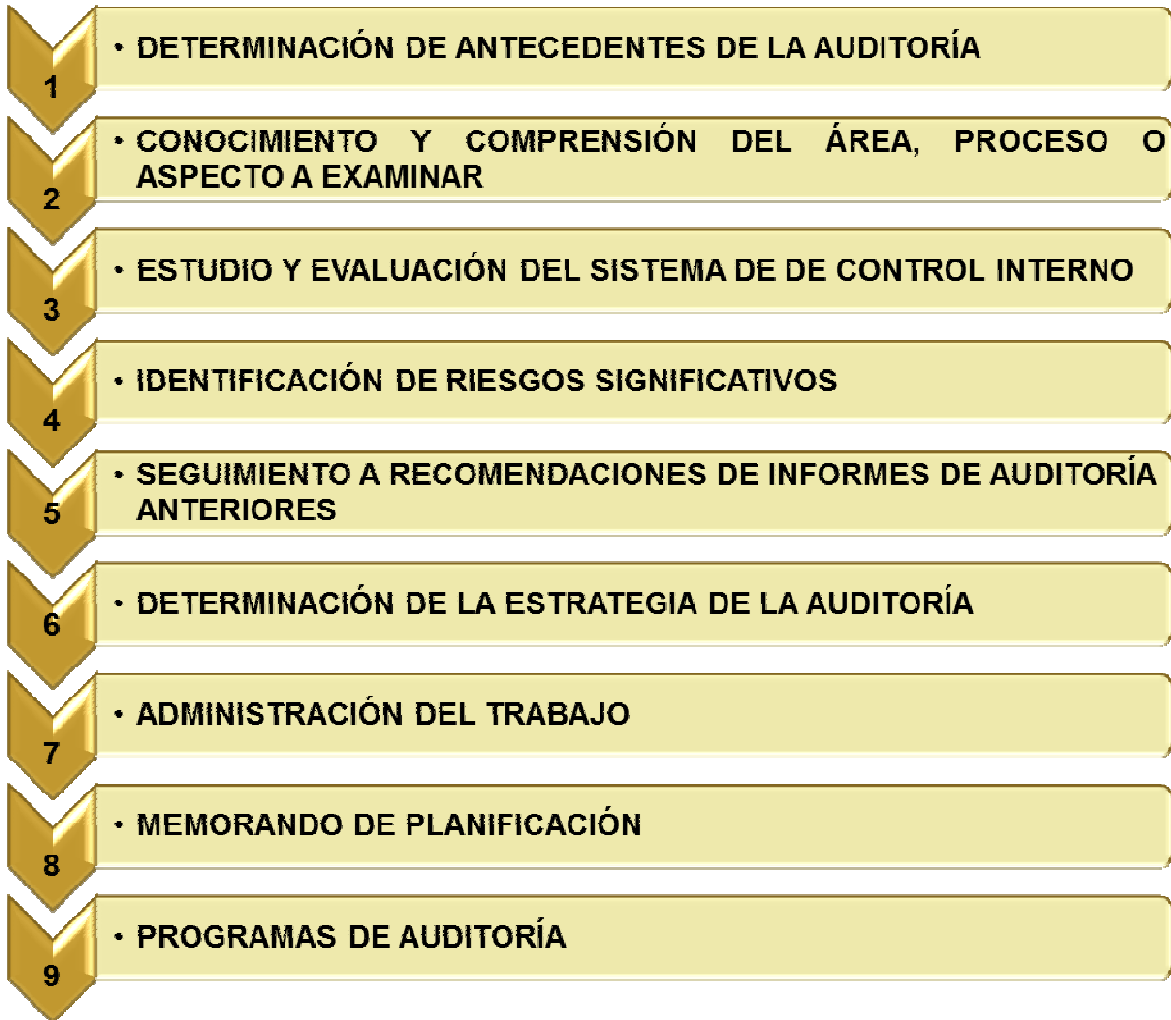 1
• DETERMINACIÓN DE ANTECEDENTES DE LA AUDITORÍA
2
• CONOCIMIENTO Y COMPRENSIÓN DEL ÁREA, PROCESO O
ASPECTO A EXAMINAR
3
• ESTUDIO Y EVALUACIÓN DEL SISTEMA DE DE CONTROL INTERNO
4
• IDENTIFICACIÓN DE RIESGOS SIGNIFICATIVOS
5
• SEGUIMIENTO A RECOMENDACIONES DE INFORMES DE AUDITORÍA
ANTERIORES
6
• DETERMINACIÓN DE LA ESTRATEGIA DE LA AUDITORÍA
7
• ADMINISTRACIÓN DEL TRABAJO
8
• MEMORANDO DE PLANIFICACIÓN
9
• PROGRAMAS DE AUDITORÍA